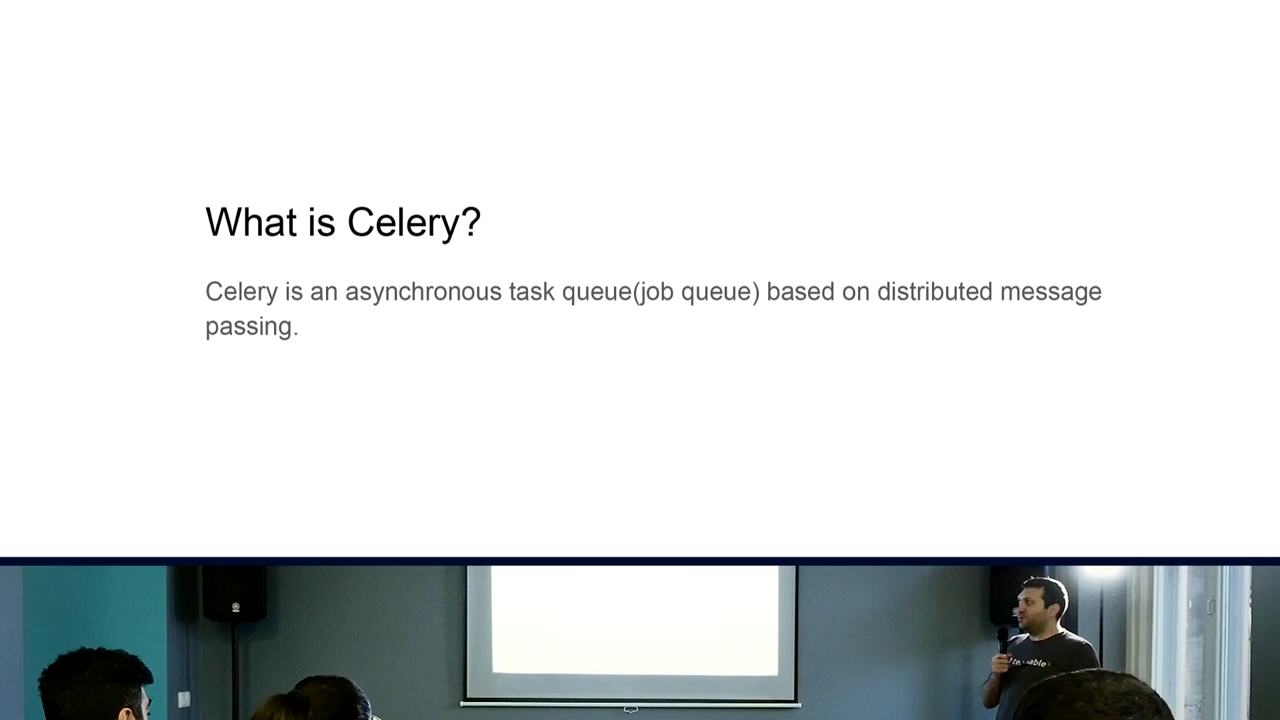 What is Celery?
Celery is an asynchronous task queue(job queue) based on distributed message
passing.